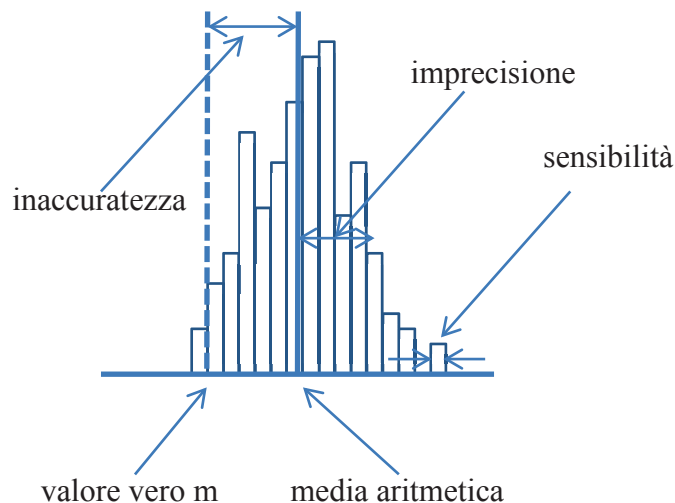 imprecisione
sensibilità
inaccuratezza
valore vero m
media aritmetica